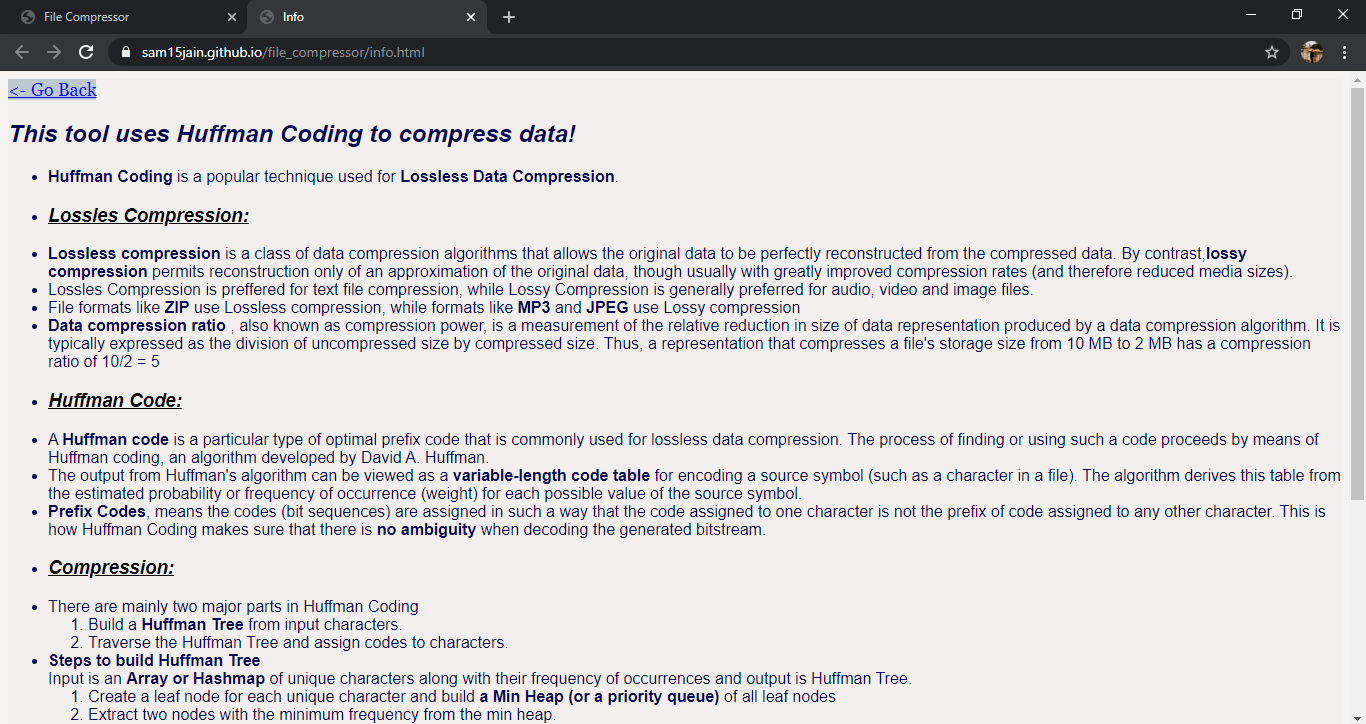 File Compressor
Info
sam15jain.github.io/file_compressor/info.html
<- Go Back
This tool uses Huffman Coding to compress data!
Huffman Coding is a popular technique used for Lossless Data Compression.
Lossles Compression:
Lossless compression is a class of data compression algorithms that allows the original data to be perfectly reconstructed from the compressed data. By contrast,lossy
compression permits reconstruction only of an approximation of the original data, though usually with greatly improved compression rates (and therefore reduced media sizes).
Lossles Compression is preffered for text file compression, while Lossy Compression is generally preferred for audio, video and image files.
File formats like ZIP use Lossless compression, while formats like MP3 and JPEG use Lossy compression
Data compression ratio , also known as compression power, is a measurement of the relative reduction in size of data representation produced by a data compression algorithm. It is
typically expressed as the division of uncompressed size by compressed size. Thus, a representation that compresses a file's storage size from 10 MB to 2 MB has a compression
ratio of 10/2 = 5
Huffman Code:
A Huffman code is a particular type of optimal prefix code that is commonly used for lossless data compression. The process of finding or using such a code proceeds by means of
Huffman coding, an algorithm developed by David A. Huffman.
The output from Huffman's algorithm can be viewed as a variable-length code table for encoding a source symbol (such as a character in a file). The algorithm derives this table from
the estimated probability or frequency of occurrence (weight) for each possible value of the source symbol.
Prefix Codes, means the codes (bit sequences) are assigned in such a way that the code assigned to one character is not the prefix of code assigned to any other character. This is
how Huffman Coding makes sure that there is no ambiguity when decoding the generated bitstream.
Compression:
There are mainly two major parts in Huffman Coding
1. Build a Huffman Tree from input characters.
2. Traverse the Huffman Tree and assign codes to characters.
Steps to build Huffman Tree
Input is an Array or Hashmap of unique characters along with their frequency of occurrences and output is Huffman Tree.
1. Create a leaf node for each unique character and build a Min Heap (or a priority queue) of all leaf nodes
2. Extract two nodes with the minimum frequency from the min heap.